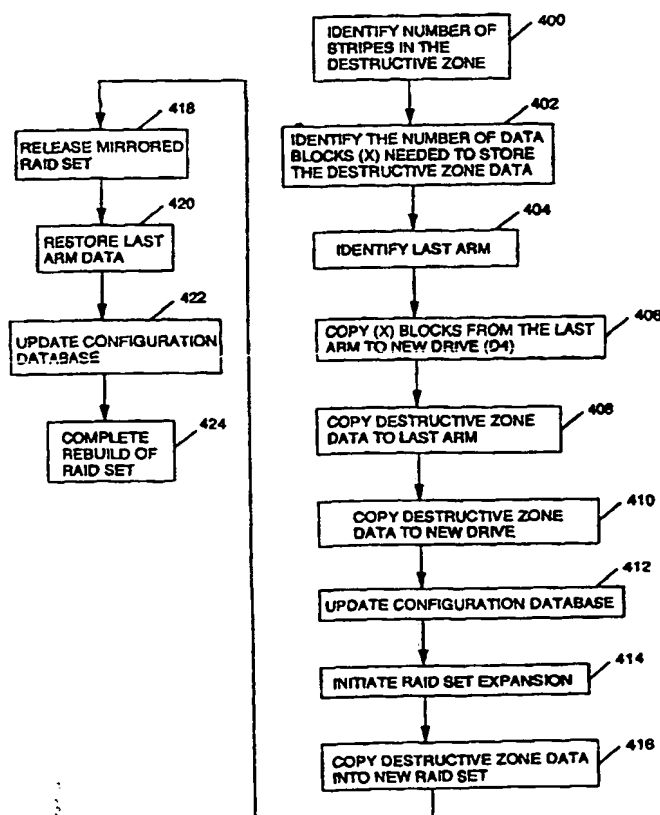 400
IDENTIFY NUMBER OF
STRIPES IN THE
DESTRUCTIVE ZONE
402
IDENTIFY THE NUMBER OF DATA
BLOCKS (X) NEEDED TO STORE
THE DESTRUCTIVE ZONE DATA
404
IDENTIFY LAST ARM
406
COPY (X) BLOCKS FROM THE LAST
ARM TO NEW DRIVE (D4)
408
COPY DESTRUCTIVE ZONE
DATA TO LAST ARM
410
COPY DESTRUCTIVE ZONE
DATA TO NEW DRIVE
412
UPDATE CONFIGURATION DATABASE
414
INITIATE RAID SET EXPANSION
416
COPY DESTRUCTIVE ZONE DATA
INTO NEW RAID SET
418
RELEASE MIRRORED
RAID SET
420
RESTORE LAST
ARM DATA
422
UPDATE CONFIGURATION
DATABASE
424
COMPLETE
REBUILD OF
RAID SET